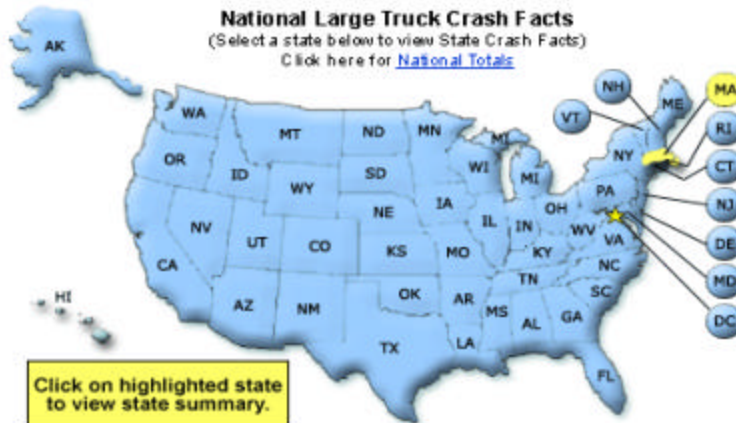 National Large Truck Crash Facts
(Select a state below to view State Crash Facts)
Click here for National Totals
AK
NH
ME
MA
VT
WA
MT
ND
MN
MI
RI
OR
ID
SD
WI
MI
NY
CT
WY
PA
NJ
NE
IA
IL
IN
OH
NV
UT
CO
KS
MO
KY
WV
VA
DE
CA
NC
MD
HI
AZ
NM
OK
AR
TN
SC
DC
MS
AL
GA
TX
LA
FL
Click on highlighted state
to view state summary.